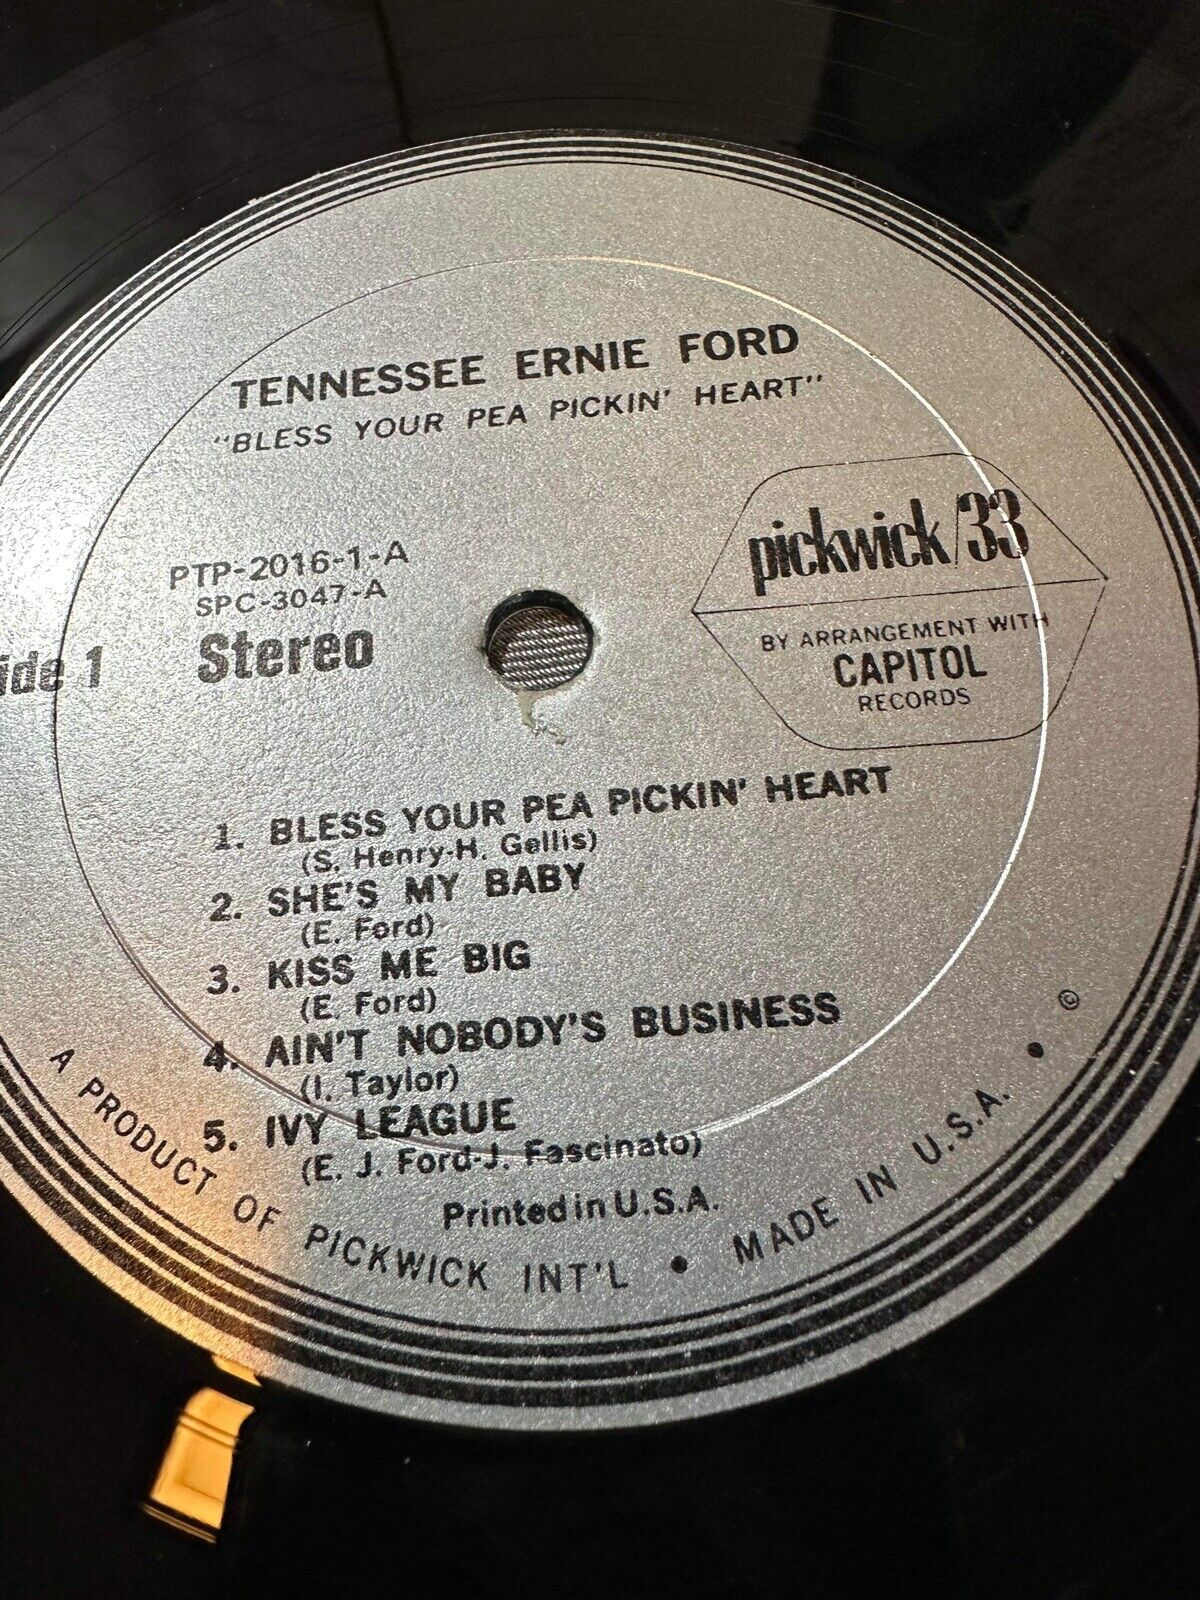 TENNESSEE ERNIE FORD
"BLESS YOUR PEA PICKIN' HEART"
pickwick/33
BY ARRANGEMENT WITH
CAPITOL
RECORDS
PTP-2016-1-A
SPC-3047-A
ide 1 Stereo
1. BLESS YOUR PEA PICKIN' HEART
(S. Henry-H. Gellis)
2. SHE'S MY BABY
(E. Ford)
3. KISS ME BIG
(E. Ford)
4. AIN'T NOBODY'S BUSINESS
(I. Taylor)
5. IVY LEAGUE
(E. J. Ford-J. Fascinato)
Printed in U.S.A.
A PRODUCT OF PICKWICK INT'L • MADE IN U.S.A. •